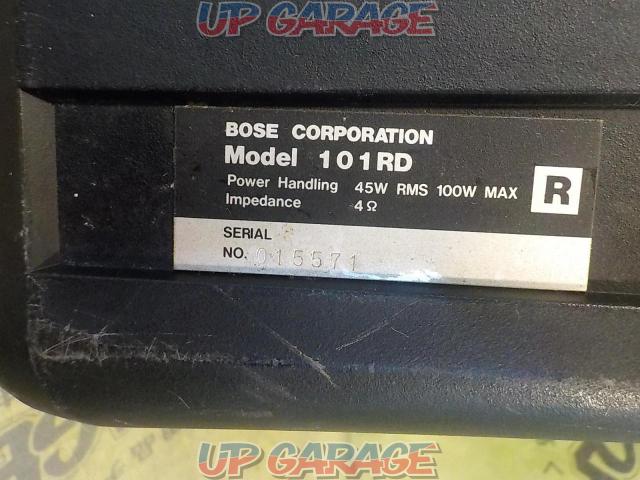 UP GARAGE
BOSE CORPORATION
Model 101RD
Power Handling 45W RMS 100W MAX
Impedance 4Ω
R
SERIAL
NO. 015571
UP GARAGE